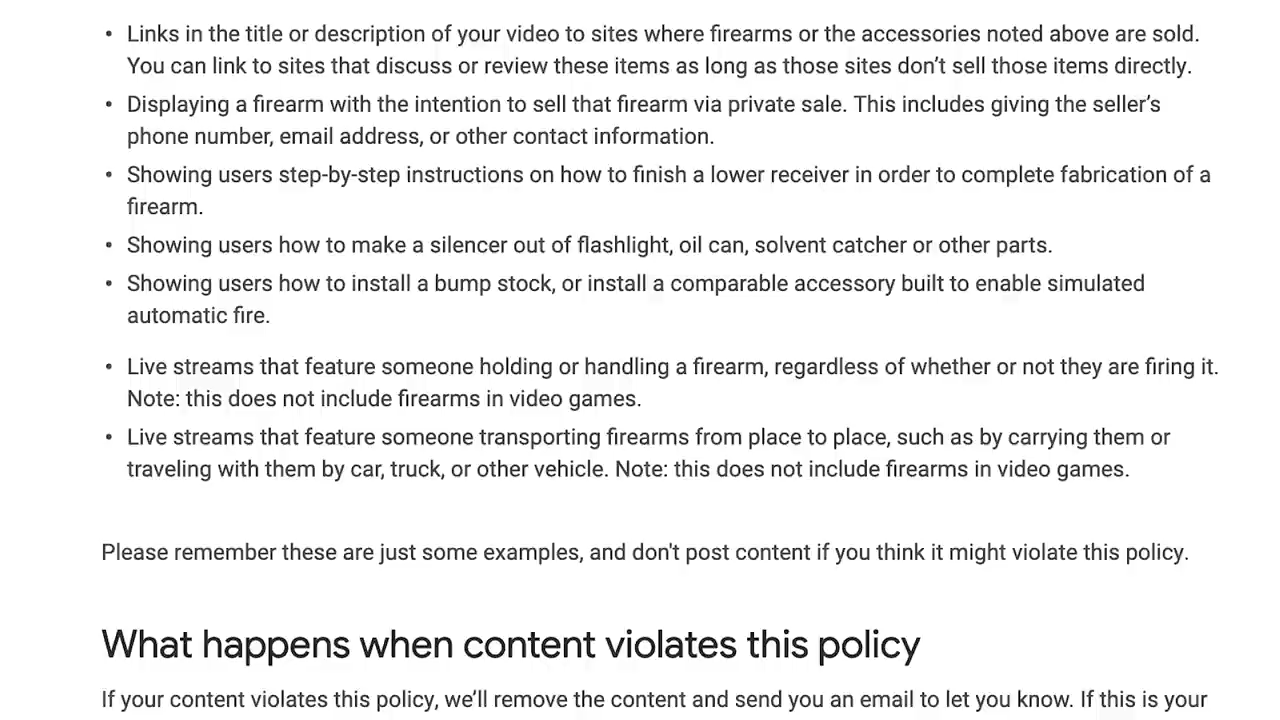 • Links in the title or description of your video to sites where firearms or the accessories noted above are sold.
You can link to sites that discuss or review these items as long as those sites don’t sell those items directly.
• Displaying a firearm with the intention to sell that firearm via private sale. This includes giving the seller’s
phone number, email address, or other contact information.
• Showing users step-by-step instructions on how to finish a lower receiver in order to complete fabrication of a
firearm.
• Showing users how to make a silencer out of flashlight, oil can, solvent catcher or other parts.
• Showing users how to install a bump stock, or install a comparable accessory built to enable simulated
automatic fire.
• Live streams that feature someone holding or handling a firearm, regardless of whether or not they are firing it.
Note: this does not include firearms in video games.
• Live streams that feature someone transporting firearms from place to place, such as by carrying them or
traveling with them by car, truck, or other vehicle. Note: this does not include firearms in video games.
Please remember these are just some examples, and don't post content if you think it might violate this policy.
What happens when content violates this policy
If your content violates this policy, we’ll remove the content and send you an email to let you know. If this is your